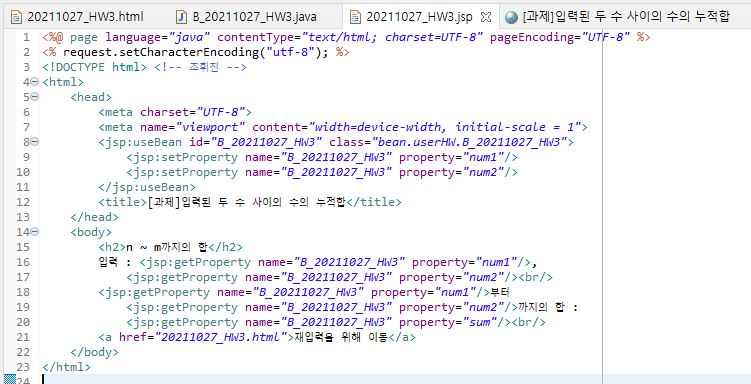 20211027_HW3.html B_20211027_HW3.java 20211027_HW3.jsp [과제]입력된 두 수 사이의 수의 누적합
1 <%@ page language="java" contentType="text/html; charset=UTF-8" pageEncoding="UTF-8" %>
2 <% request.setCharacterEncoding("utf-8"); %>
3 <!DOCTYPE html> <!-- 조휘진 -->
4 <html>
5 <head>
6 <meta charset="UTF-8">
7 <meta name="viewport" content="width=device-width, initial-scale = 1">
8 <jsp:useBean id="B_20211027_HW3" class="bean.userHW.B_20211027_HW3">
9 <jsp:setProperty name="B_20211027_HW3" property="num1"/>
10 <jsp:setProperty name="B_20211027_HW3" property="num2"/>
11 </jsp:useBean>
12 <title>[과제]입력된 두 수 사이의 수의 누적합</title>
13 </head>
14 <body>
15 <h2>n ~ m까지의 합</h2>
16 입력 : <jsp:getProperty name="B_20211027_HW3" property="num1"/>,
17 <jsp:getProperty name="B_20211027_HW3" property="num2"/><br/>
18 <jsp:getProperty name="B_20211027_HW3" property="num1"/>부터
19 <jsp:getProperty name="B_20211027_HW3" property="num2"/>까지의 합 :
20 <jsp:getProperty name="B_20211027_HW3" property="sum"/><br/>
21 <a href="20211027_HW3.html">재입력을 위해 이동</a>
22 </body>
23 </html>
24